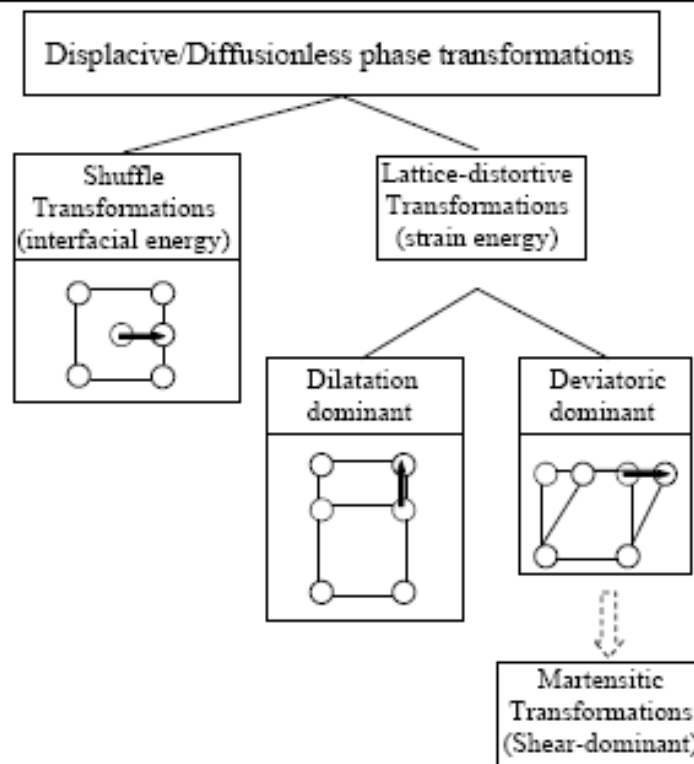 Displacive/Diffusionless phase transformations
Shuffle
Transformations
(interfacial energy)
Lattice-distortive
Transformations
(strain energy)
Dilatation
dominant
Deviatoric
dominant
Martensitic
Transformations
(Shear-dominant)